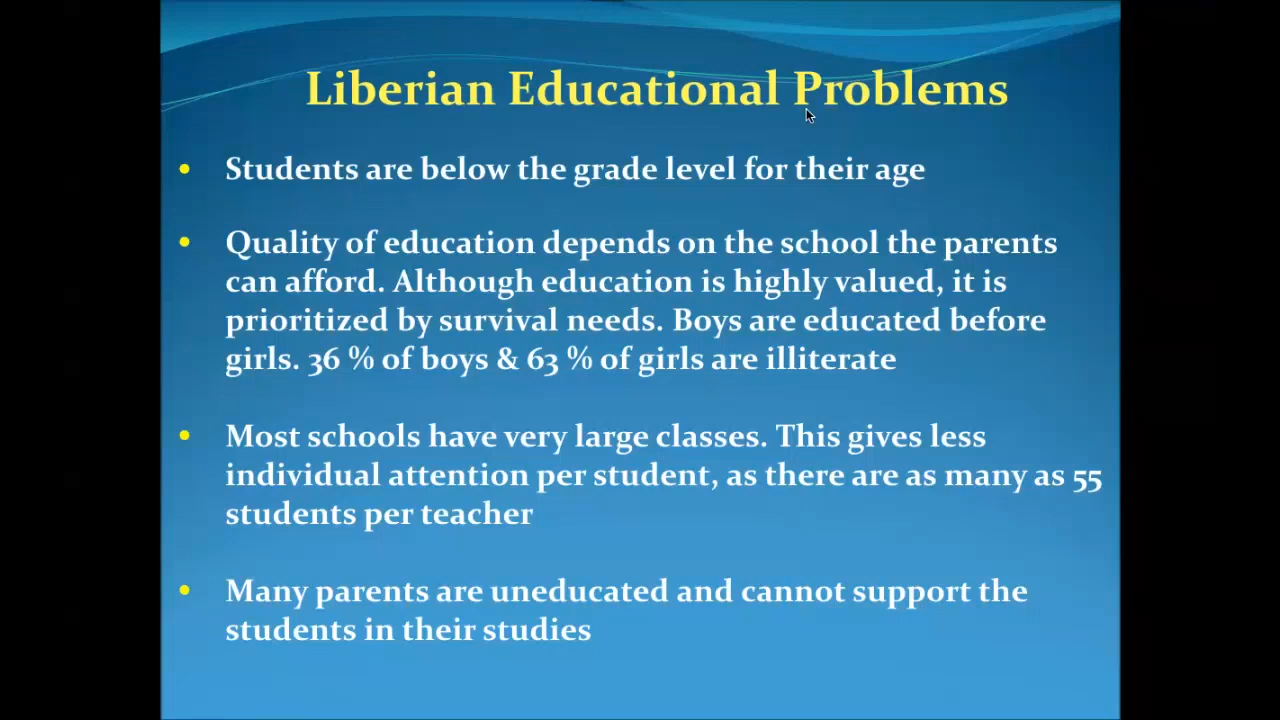 Liberian Educational Problems
• Students are below the grade level for their age
• Quality of education depends on the school the parents
can afford. Although education is highly valued, it is
prioritized by survival needs. Boys are educated before
girls. 36 % of boys & 63 % of girls are illiterate
• Most schools have very large classes. This gives less
individual attention per student, as there are as many as 55
students per teacher
• Many parents are uneducated and cannot support the
students in their studies